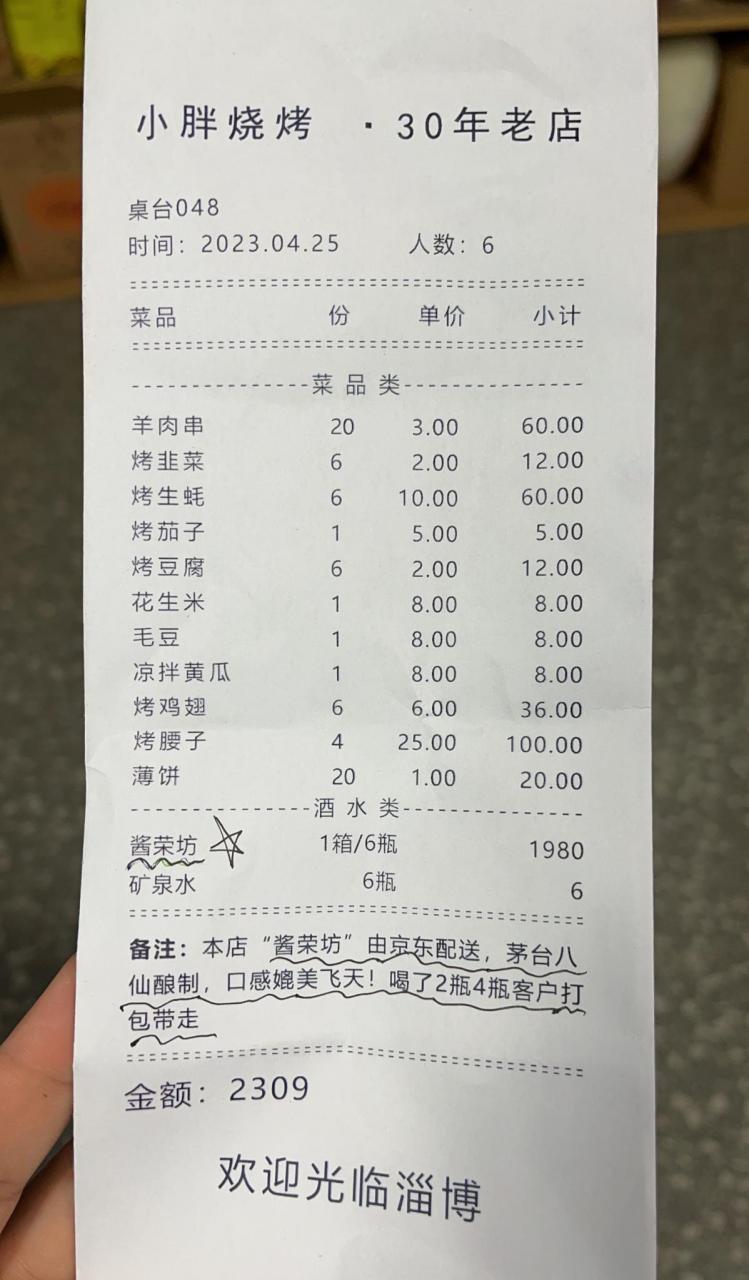 小胖烧烤 · 30年老店
桌台048
时间：2023.04.25 人数：6
菜品 份 单价 小计
菜品类
羊肉串 20 3.00 60.00
烤韭菜 6 2.00 12.00
烤生蚝 6 10.00 60.00
烤茄子 1 5.00 5.00
烤豆腐 6 2.00 12.00
花生米 1 8.00 8.00
毛豆 1 8.00 8.00
凉拌黄瓜 1 8.00 8.00
烤鸡翅 6 6.00 36.00
烤腰子 4 25.00 100.00
薄饼 20 1.00 20.00
酒水类
酱荣坊 1箱/6瓶 1980
矿泉水 6瓶 6
备注：本店“酱荣坊”由京东配送，茅台八
仙酿制，口感媲美飞天！喝了2瓶4瓶客户打
包带走
金额：2309
欢迎光临淄博